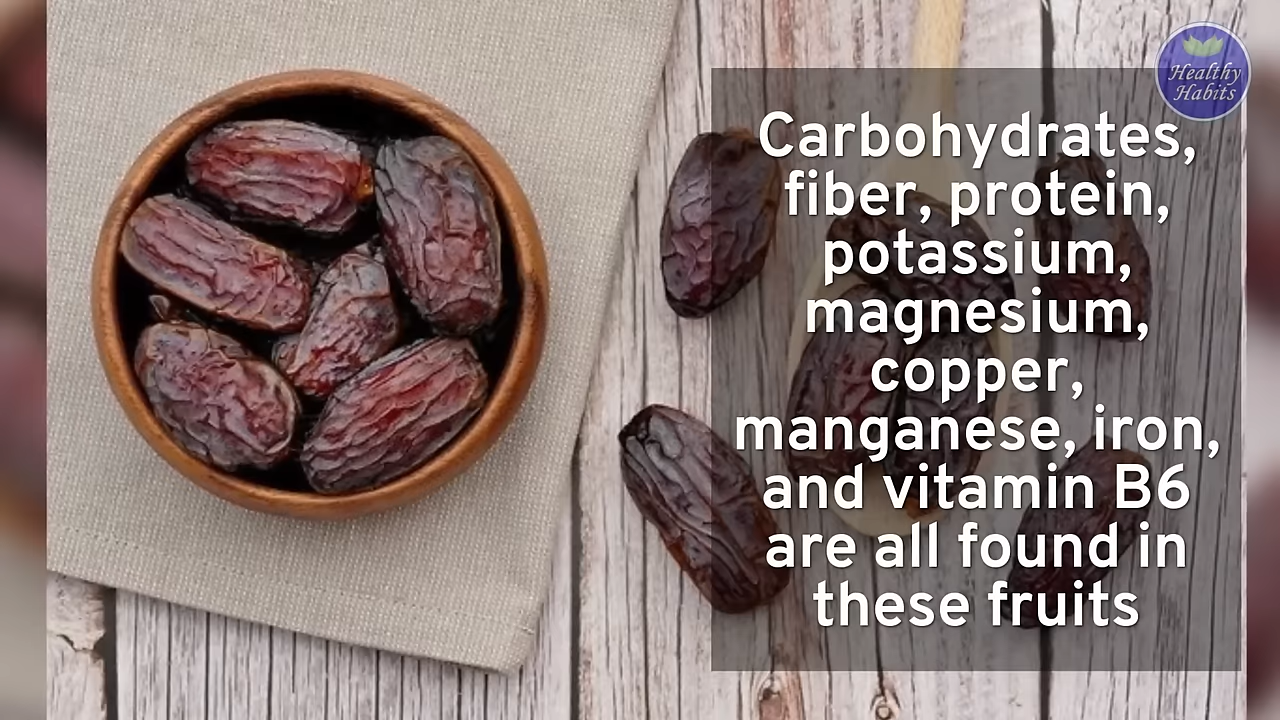 Healthy
Habits
Carbohydrates,
fiber, protein,
potassium,
magnesium,
copper,
manganese, iron,
and vitamin B6
are all found in
these fruits